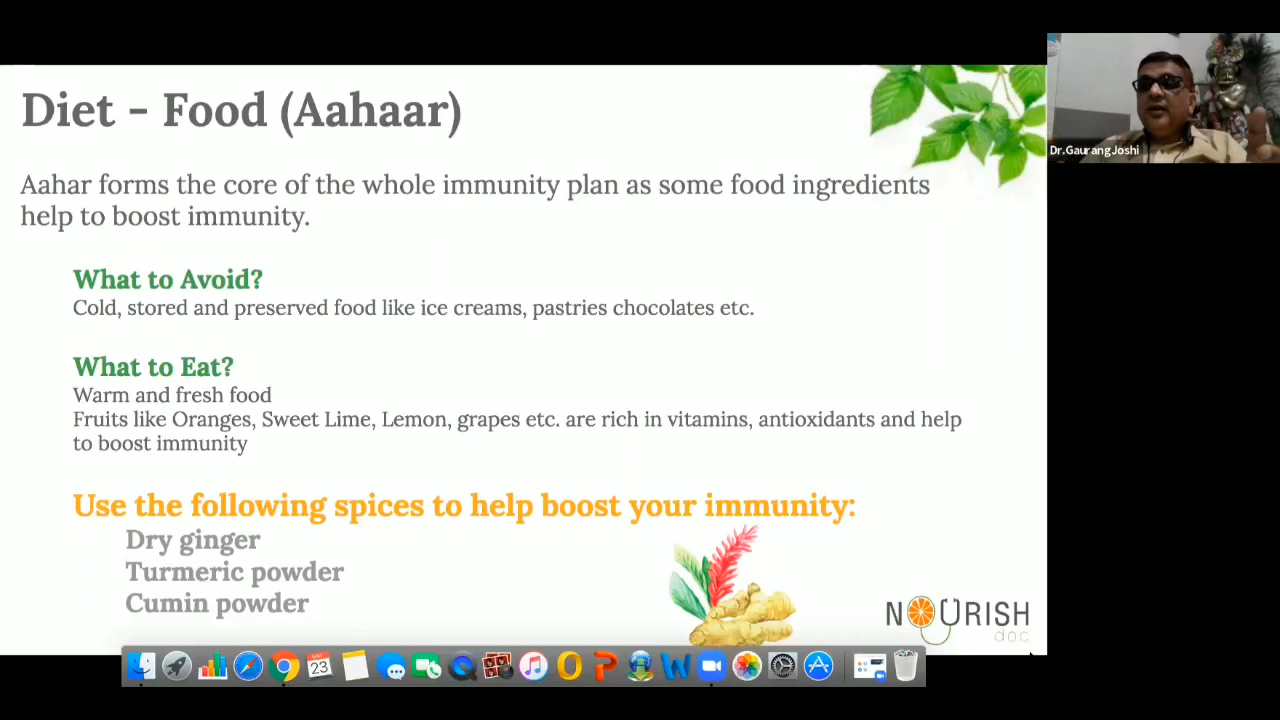 Diet - Food (Aahaar)
Dr.GaurangJoshi
Aahar forms the core of the whole immunity plan as some food ingredients
help to boost immunity.
What to Avoid?
Cold, stored and preserved food like ice creams, pastries chocolates etc.
What to Eat?
Warm and fresh food
Fruits like Oranges, Sweet Lime, Lemon, grapes etc. are rich in vitamins, antioxidants and help
to boost immunity
Use the following spices to help boost your immunity:
Dry ginger
Turmeric powder
Cumin powder
NOURISH
doc
MAY
23